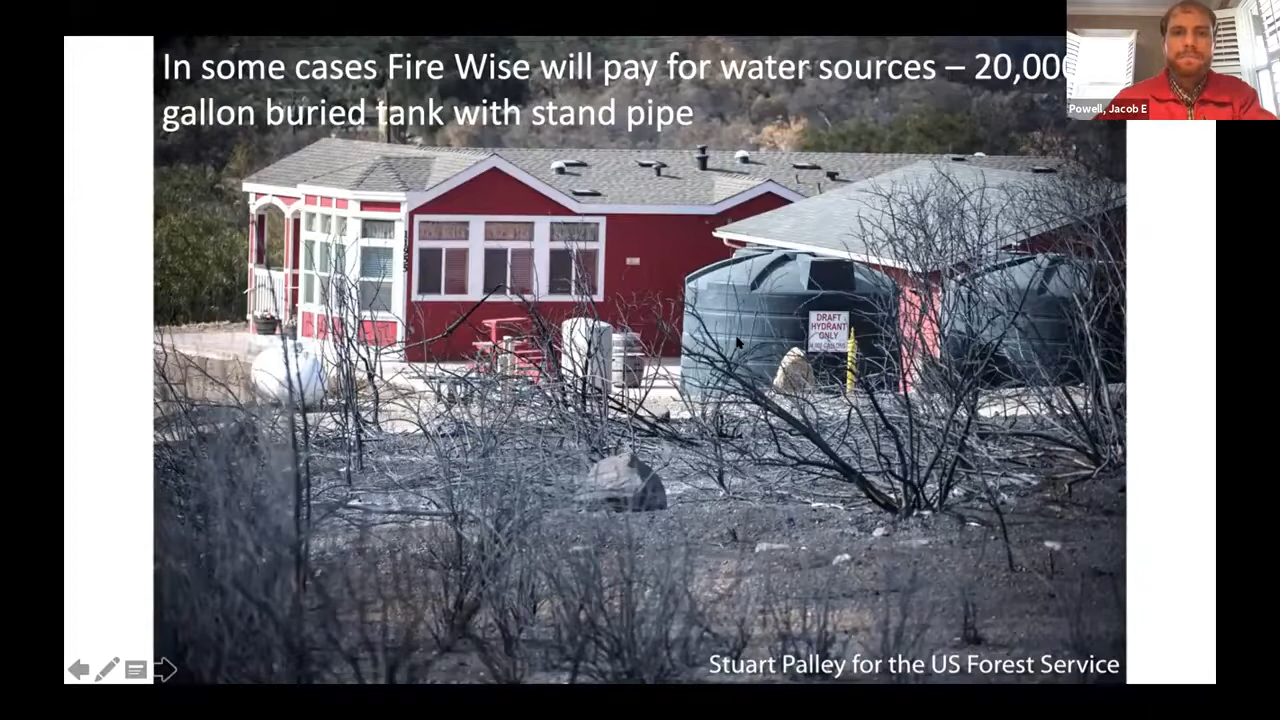 In some cases Fire Wise will pay for water sources – 20,000
gallon buried tank with stand pipe
Powell, Jacob E
DRAFT
HYDRANT
ONLY
Stuart Palley for the US Forest Service